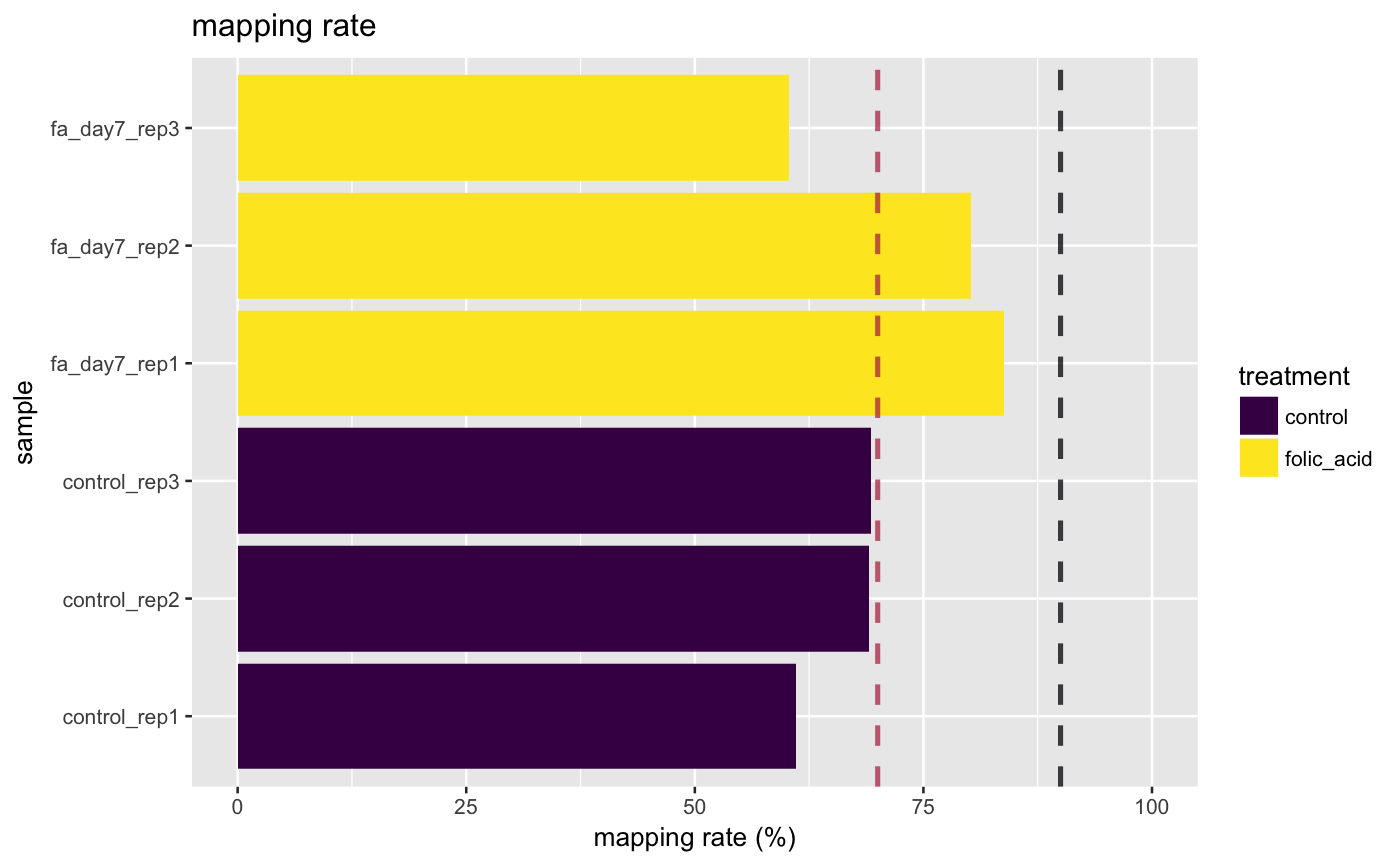 mapping rate
fa_day7_rep3
fa_day7_rep2
fa_day7_rep1
control_rep3
control_rep2
control_rep1
sample
0 25 50 75 100
mapping rate (%)
treatment
control
folic_acid